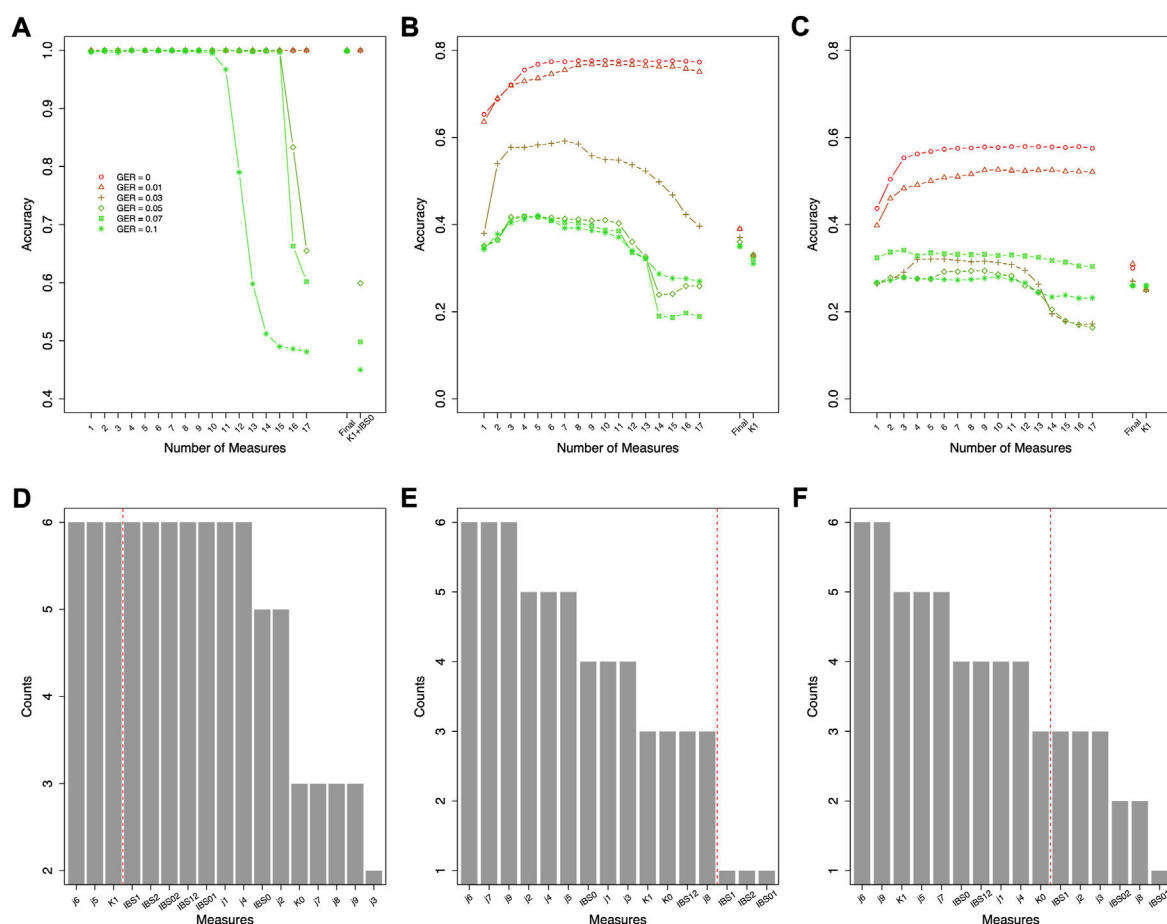 A
B
C
1.0
0.9
0.8
0.7
0.6
0.5
0.4
Accuracy
GER = 0
GER = 0.01
GER = 0.03
GER = 0.05
GER = 0.07
GER = 0.1
1 2 3 4 5 6 7 8 9 10 11 12 13 14 15 16 17 Final K1+IBS0
Number of Measures
0.8
0.6
0.4
0.2
0.0
Accuracy
1 2 3 4 5 6 7 8 9 10 11 12 13 14 15 16 17 Final K1
Number of Measures
0.8
0.6
0.4
0.2
0.0
Accuracy
1 2 3 4 5 6 7 8 9 10 11 12 13 14 15 16 17 Final K1
Number of Measures
D
E
F
6
5
4
3
2
Counts
j6 j5 K1 IBS1 IBS2 IBS02 IBS12 IBS01 j1 j4 IBS0 j2 K0 j7 j8 j9 j3
Measures
6
5
4
3
2
1
Counts
j6 j7 j9 j2 j4 j5 IBS0 j1 j3 K1 K0 IBS12 j8 IBS1 IBS2 IBS01
Measures
6
5
4
3
2
1
Counts
j6 j9 K1 j5 j7 IBS0 IBS12 j1 j4 K0 IBS1 j2 j3 IBS02 j8
Measures